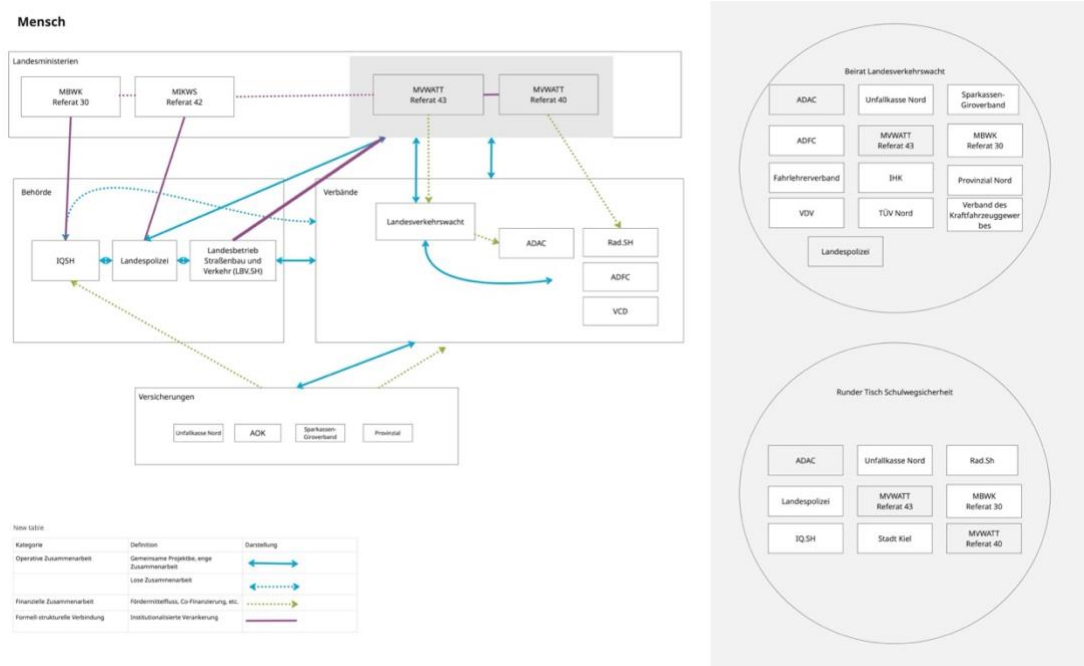 Mensch
Landesministerien
MBWK
Referat 30
MIKWS
Referat 42
MVWATT
Referat 43
MVWATT
Referat 40
Behörde
IQSH
Landespolizei
Landesbetrieb
Straßenbau und
Verkehr (LBV.SH)
Verbände
Landesverkehrswacht
ADAC
Rad.SH
ADFC
VCD
Versicherungen
Unfallkasse Nord
AOK
Sparkassen-
Giroverband
Provinzial
New table
Kategorie Definition Darstellung
Operative Zusammenarbeit Gemeinsame Projektbe, enge
Zusammenarbeit
Lose Zusammenarbeit
Finanzielle Zusammenarbeit Fördermittelfluss, Co-Finanzierung, etc.
Formell-strukturelle Verbindung Institutionalisierte Verankerung
Beirat Landesverkehrswacht
ADAC
Unfallkasse Nord
Sparkassen-
Giroverband
ADFC
MVWATT
Referat 43
MBWK
Referat 30
Fahrlehrerverband
IHK
Provinzial Nord
VDV
TÜV Nord
Verband des
Kraftfahrzeuggewer
bes
Landespolizei
Runder Tisch Schulwegsicherheit
ADAC
Unfallkasse Nord
Rad.Sh
Landespolizei
MVWATT
Referat 43
MBWK
Referat 30
IQ.SH
Stadt Kiel
MVWATT
Referat 40